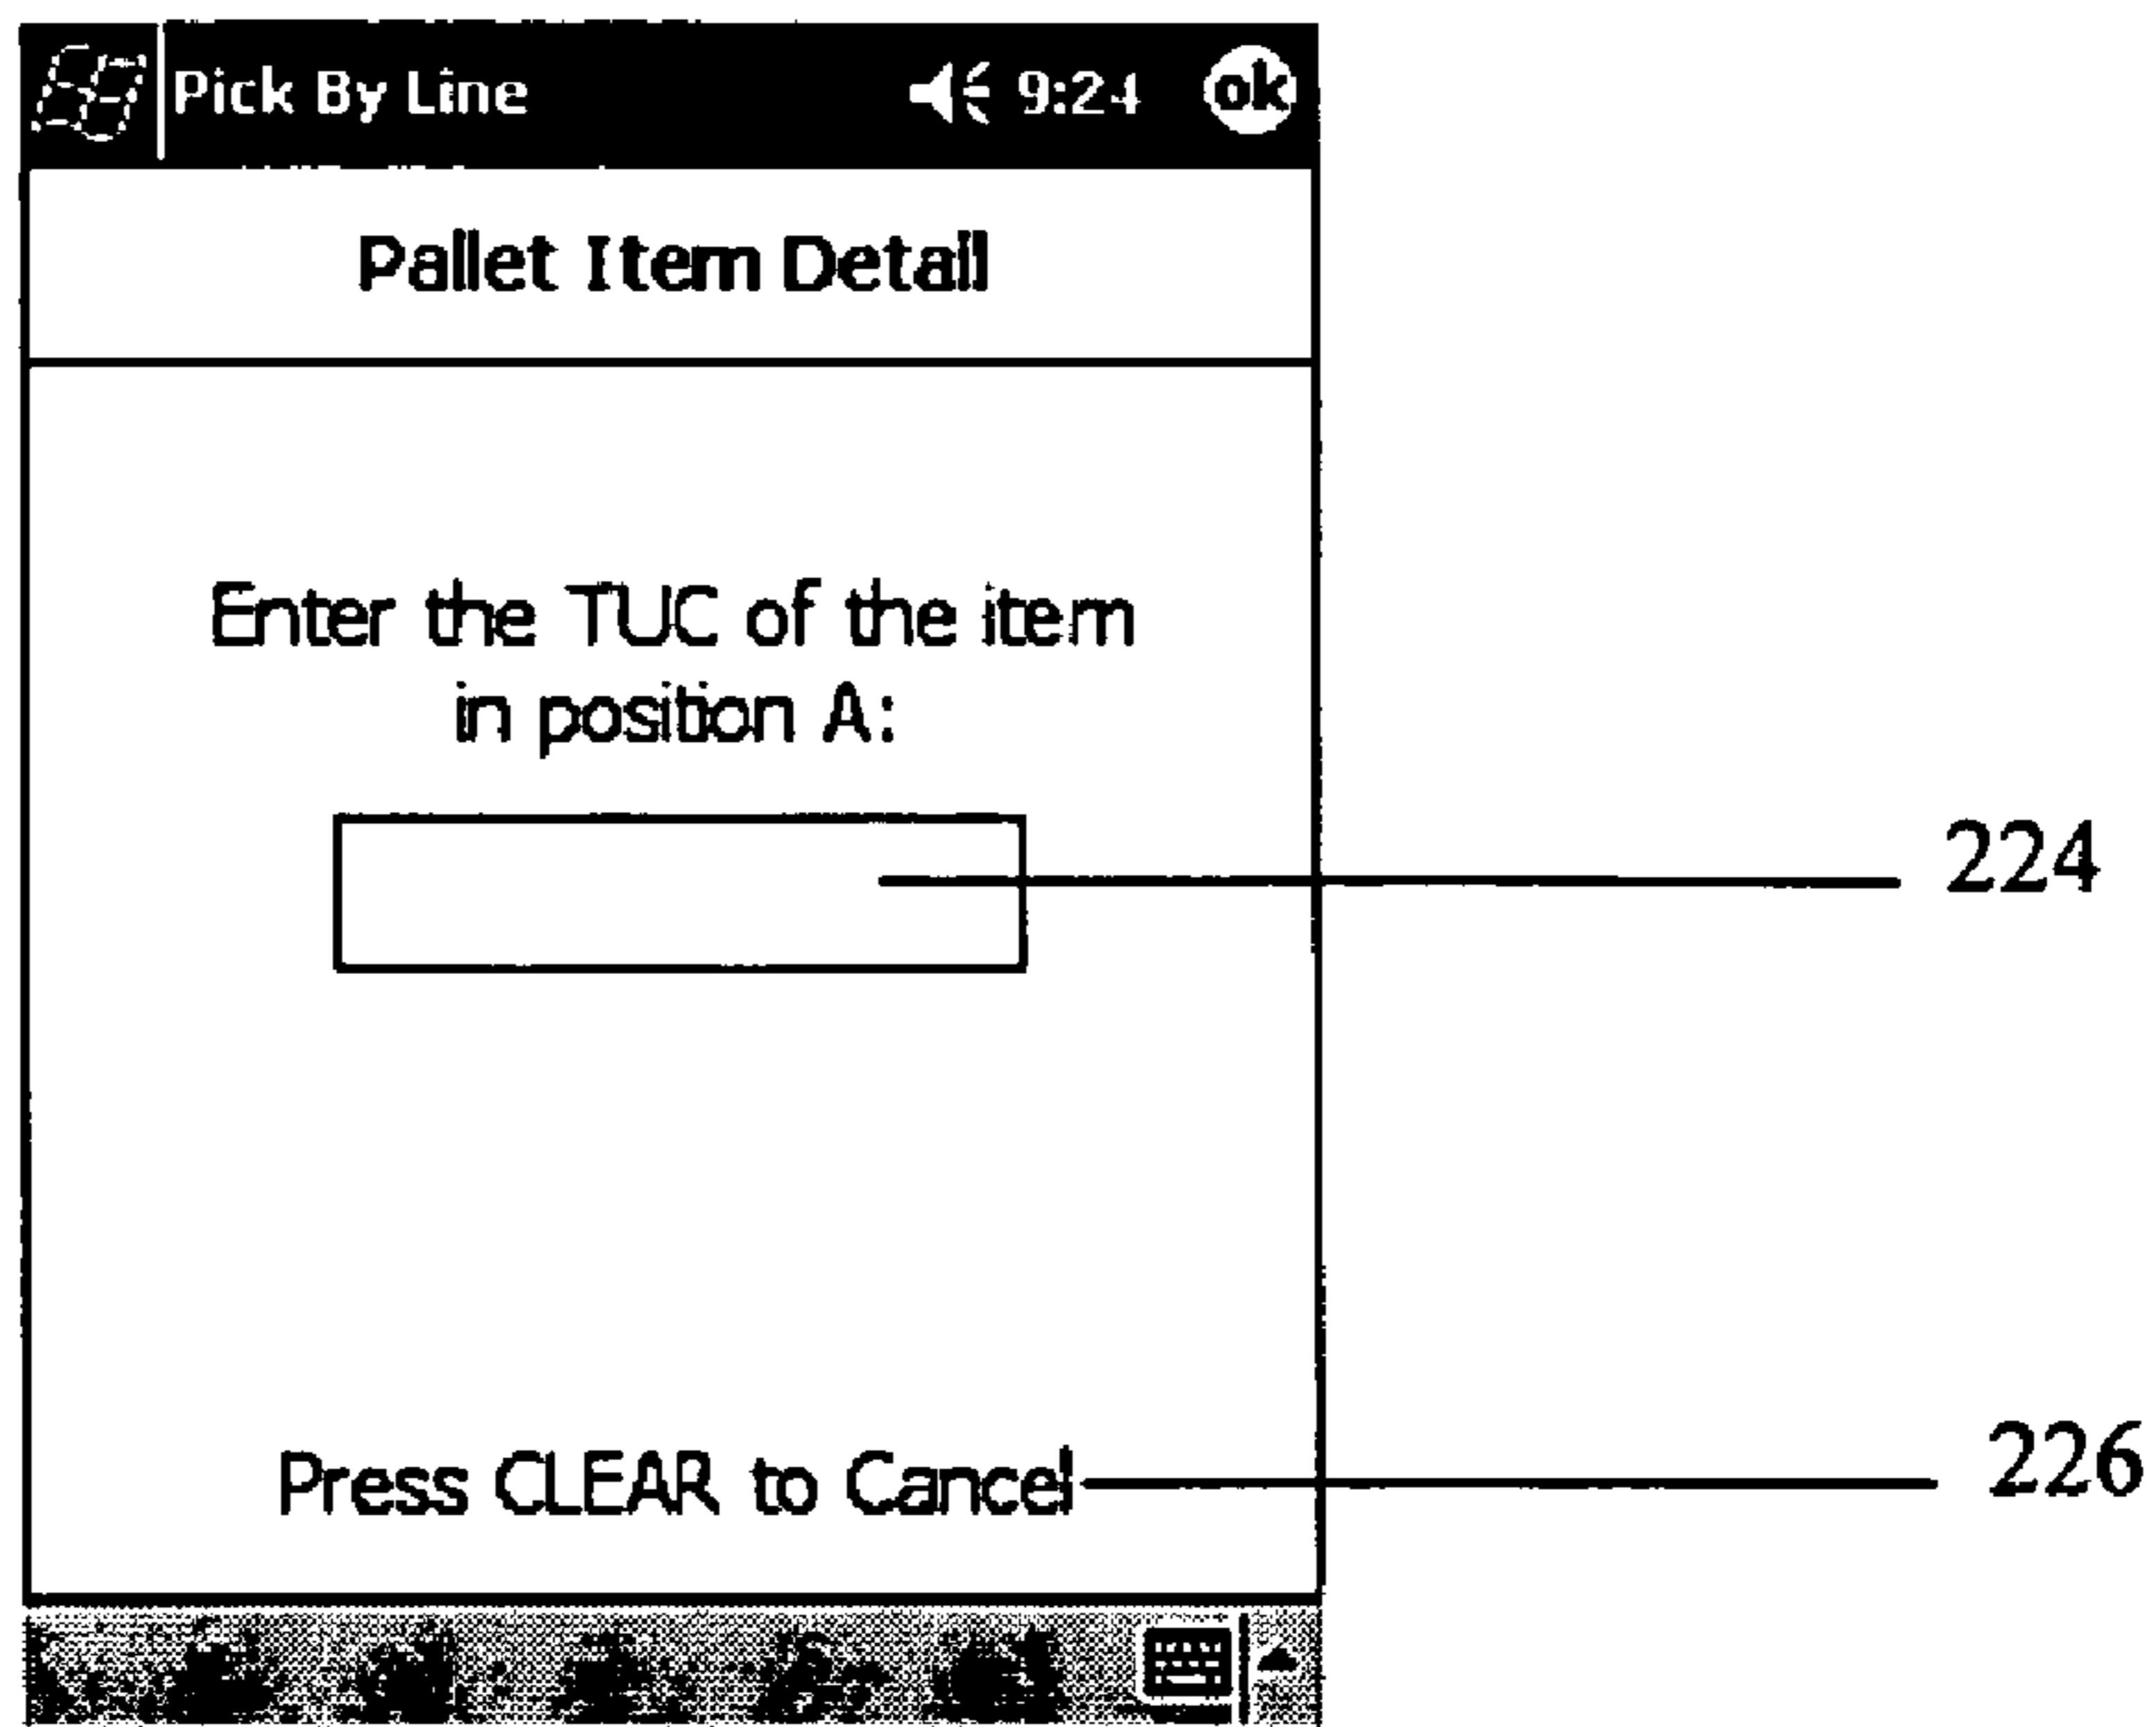 Pick By Line 9:24 ok
Pallet Item Detail
Enter the TUC of the item
in position A:
224
Press CLEAR to Cancel
226